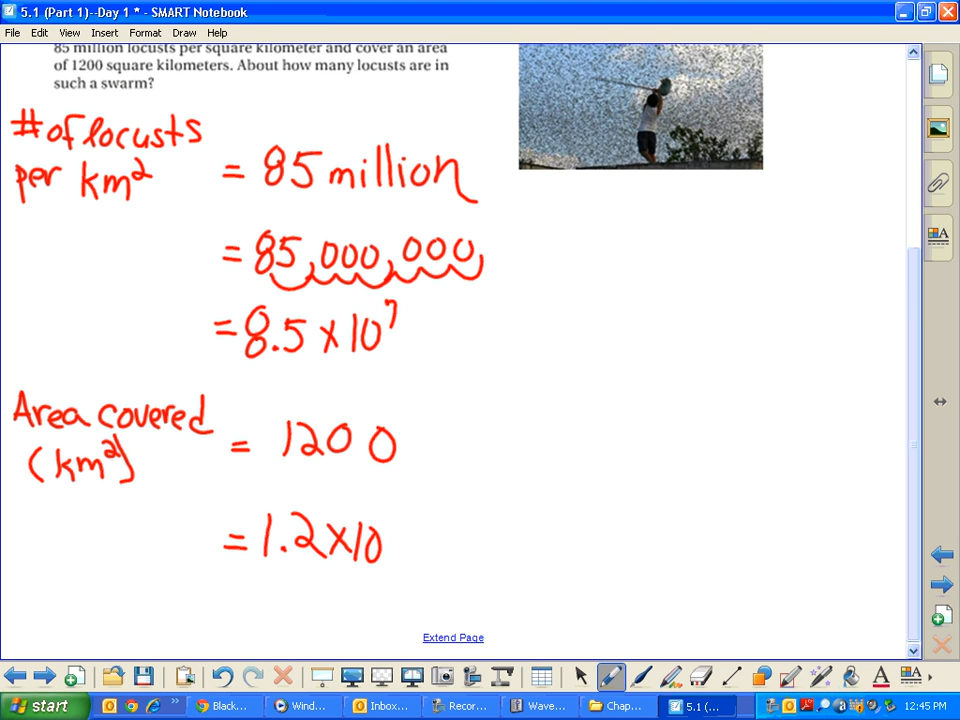 5.1 (Part 1)--Day 1 * - SMART Notebook
File Edit View Insert Format Draw Help
85 million locusts per square kilometer and cover an area
of 1200 square kilometers. About how many locusts are in
such a swarm?
# of locusts
per km² = 85 million
= 85,000,000
= 8.5 x 10⁷
Area covered
(km²) = 1200
= 1.2x10
Extend Page
start Black... Wind... Inbox... Recor... Wave... Chap... 5.1 (... 12:45 PM